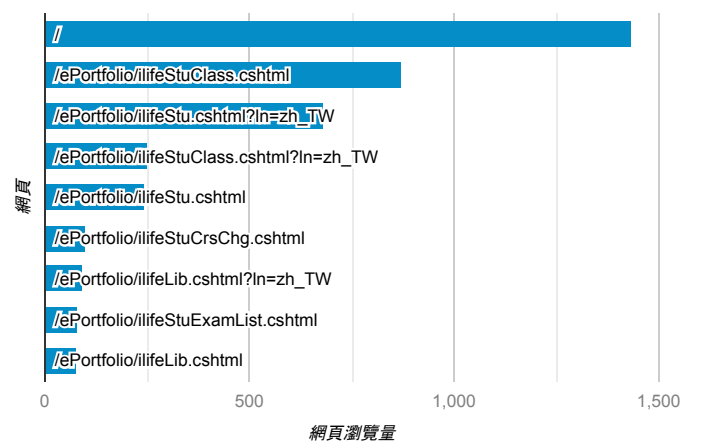 /
/ePortfolio/ilifeStuClass.cshtml
/ePortfolio/ilifeStu.cshtml?ln=zh_TW
/ePortfolio/ilifeStuClass.cshtml?ln=zh_TW
/ePortfolio/ilifeStu.cshtml
/ePortfolio/ilifeStuCrsChg.cshtml
/ePortfolio/ilifeLib.cshtml?ln=zh_TW
/ePortfolio/ilifeStuExamList.cshtml
/ePortfolio/ilifeLib.cshtml
網頁
0 500 1,000 1,500
網頁瀏覽量